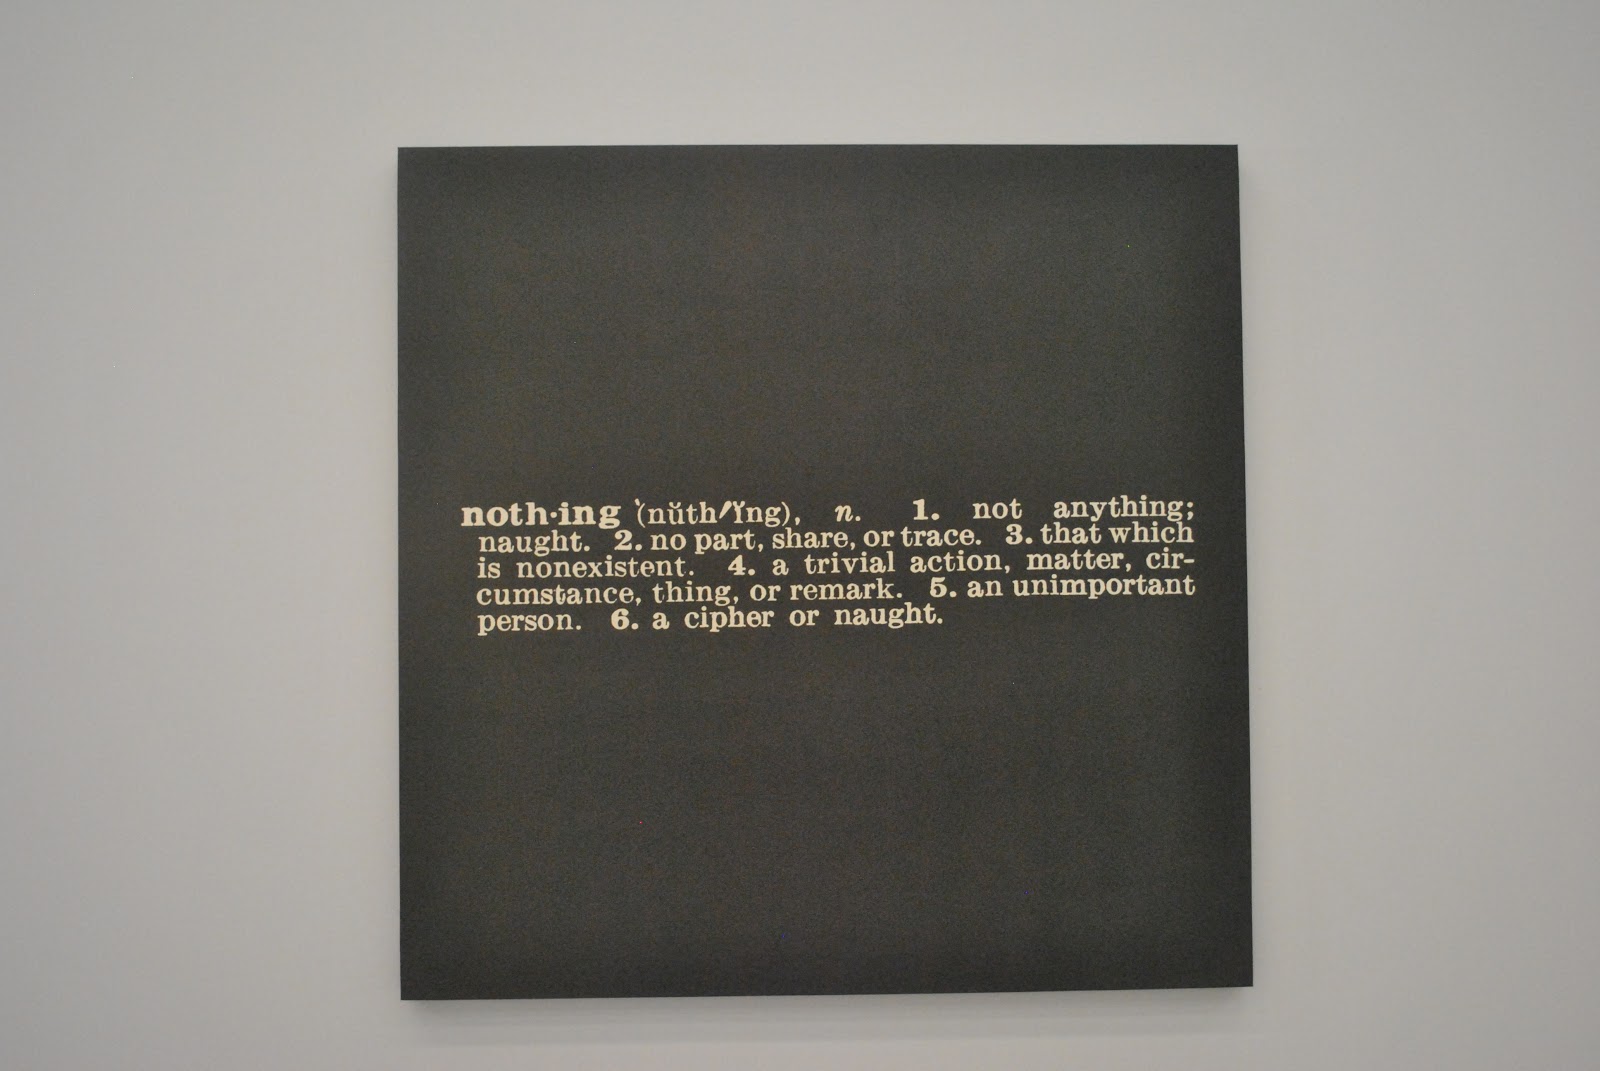 noth·ing (nŭth′ĭng), n. 1. not anything;
naught. 2. no part, share, or trace. 3. that which
is nonexistent. 4. a trivial action, matter, cir-
cumstance, thing, or remark. 5. an unimportant
person. 6. a cipher or naught.